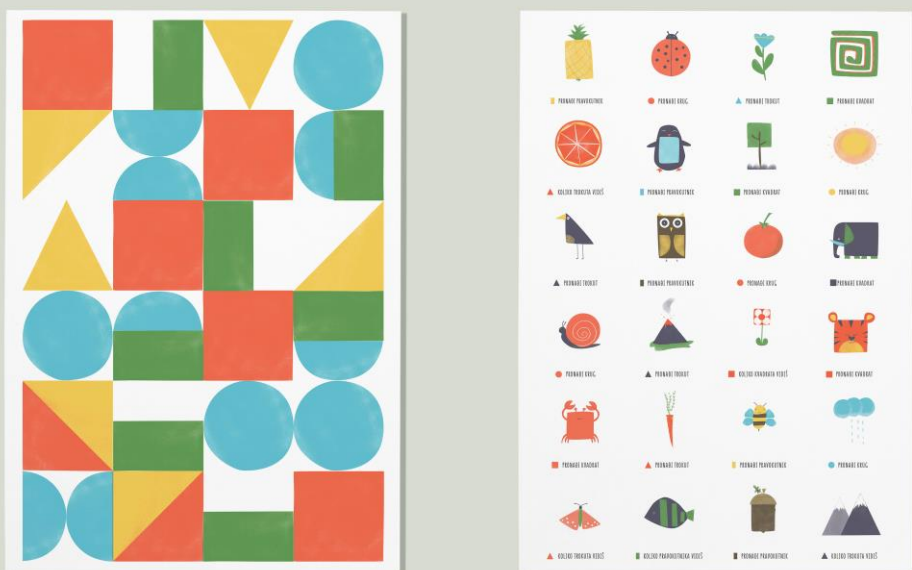 PRONAĐI PRAVOKUTNIK
PRONAĐI KRUG
PRONAĐI TROKUT
PRONAĐI KVADRAT
KOLIKO TROKUTA VIDIŠ
PRONAĐI PRAVOKUTNIK
PRONAĐI KVADRAT
PRONAĐI KRUG
PRONAĐI TROKUT
PRONAĐI PRAVOKUTNIK
PRONAĐI KRUG
PRONAĐI KVADRAT
PRONAĐI KRUG
PRONAĐI TROKUT
KOLIKO KVADRATA VIDIŠ
PRONAĐI KVADRAT
PRONAĐI KVADRAT
PRONAĐI TROKUT
PRONAĐI PRAVOKUTNIK
PRONAĐI KRUG
KOLIKO TROKUTA VIDIŠ
KOLIKO PRAVOKUTNIKA VIDIŠ
PRONAĐI PRAVOKUTNIK
KOLIKO TROKUTA VIDIŠ